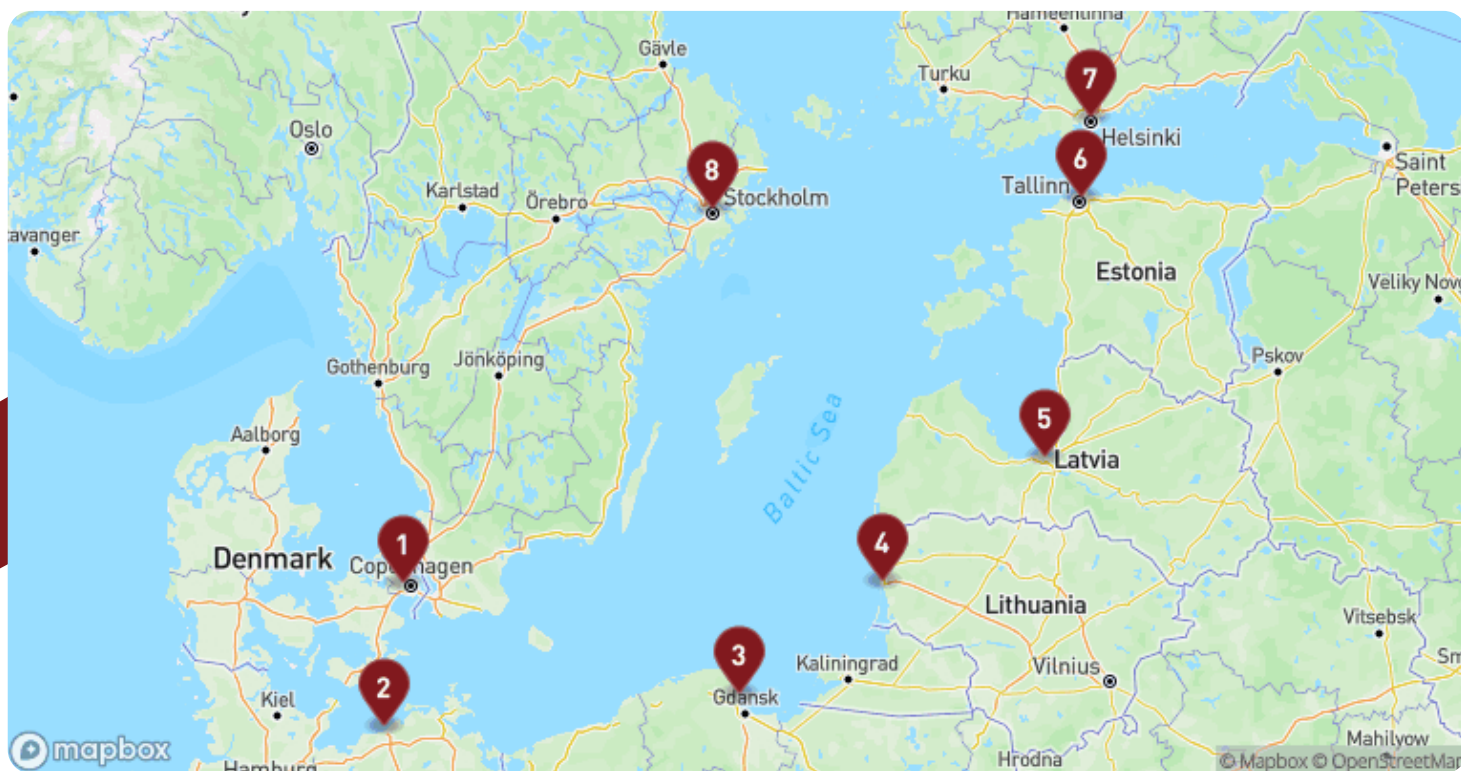 Hämeenlinna
Gävle
7
Turku
Oslo
Helsinki
6
Saint
Peters
8
Tallinn
Karlstad
Örebro
Stockholm
avanger
Estonia
Veliky Novg
Gothenburg
Jönköping
Pskov
5
Aalborg
Baltic Sea
Latvia
1
4
Denmark
Copenhagen
Lithuania
Vitsebsk
3
2
Kaliningrad
Vilnius
Sm
Kiel
Gdansk
mapbox
Hamburg
Hrodna
Mahilyow
© Mapbox © OpenStreetMap